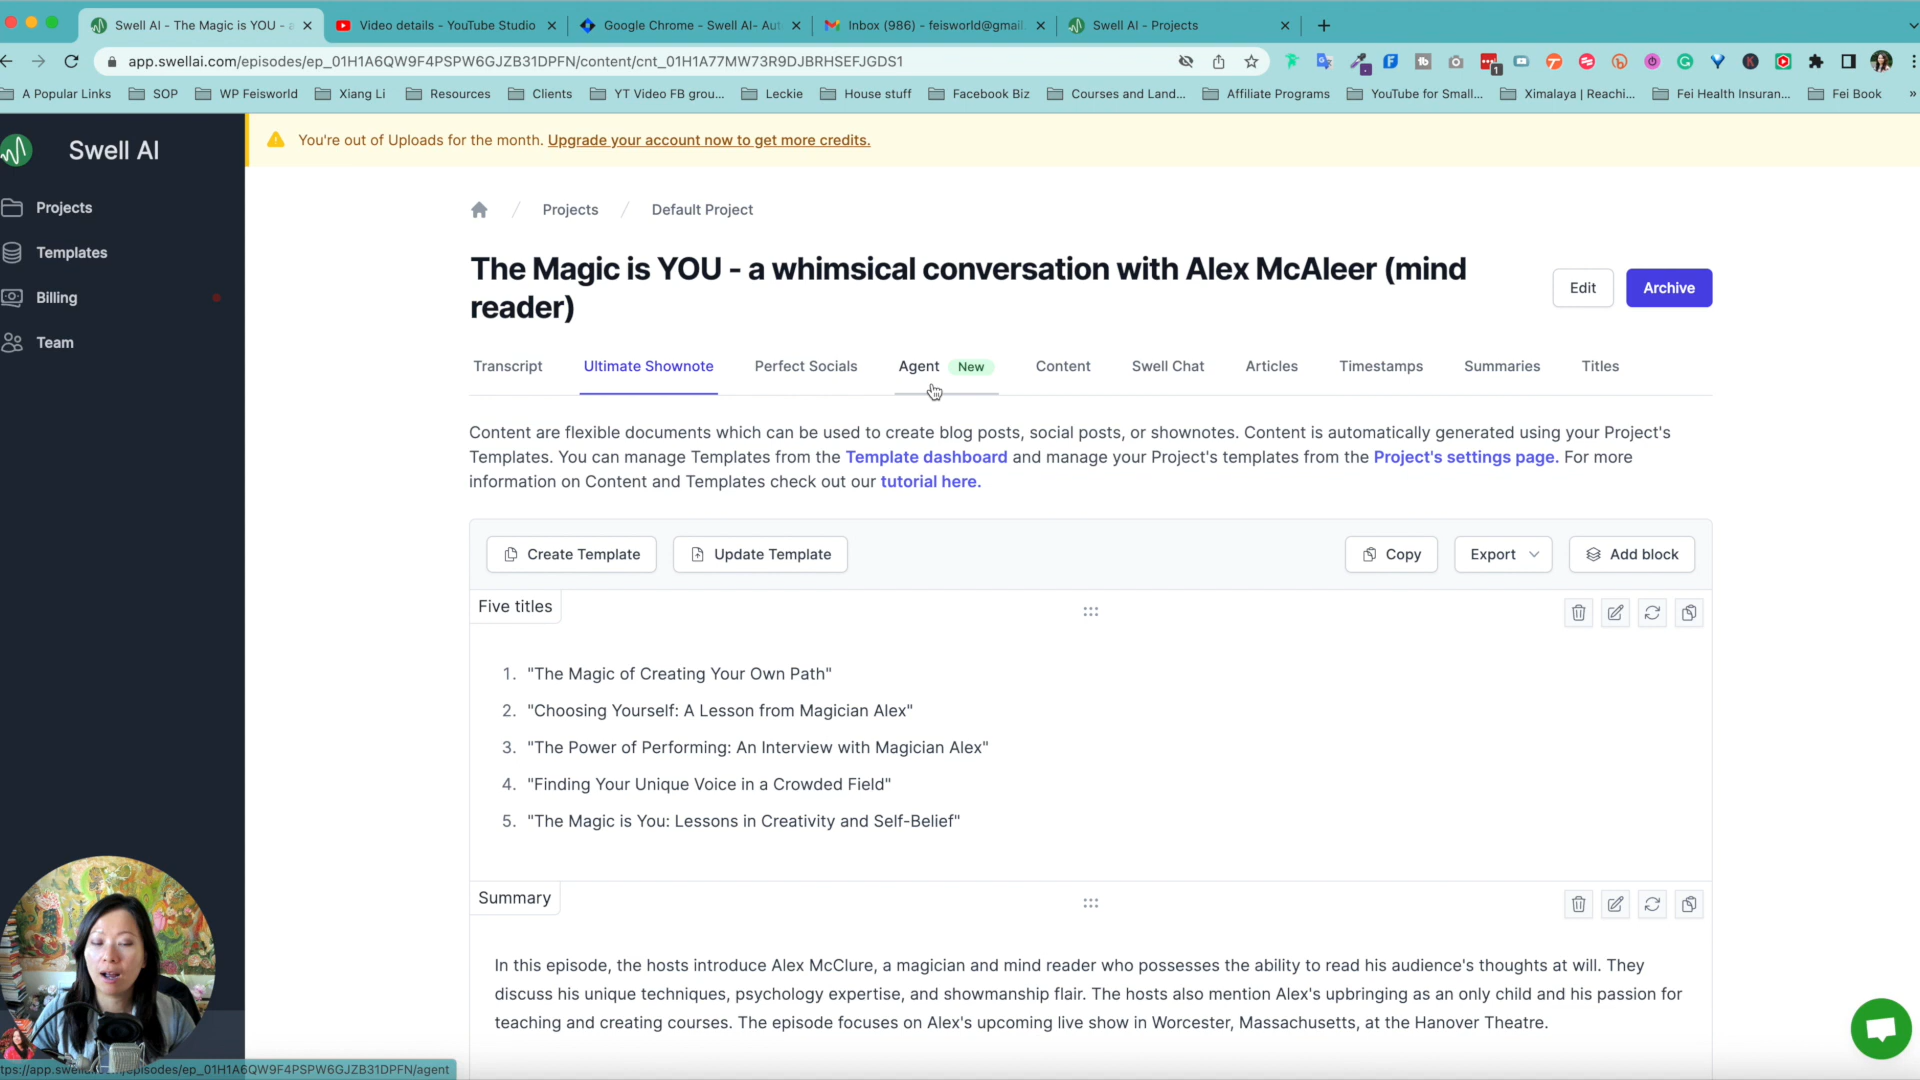 Swell AI - The Magic is YOU - a
Video details - YouTube Studio
Google Chrome - Swell AI- Aut
Inbox (986) - feisworld@gmail.
Swell AI - Projects
app.swellai.com/episodes/ep_01H1A6QW9F4PSPW6GJZB31DPFN/content/cnt_01H1A77MW73R9DJBRHSEFJGDS1
A Popular Links
SOP
WP Feisworld
Xiang Li
Resources
Clients
YT Video FB grou...
Leckie
House stuff
Facebook Biz
Courses and Land...
Affiliate Programs
YouTube for Small...
Ximalaya | Reachi...
Fei Health Insuran...
Fei Book
»
Swell AI
Projects
Templates
Billing
Team
You're out of Uploads for the month. Upgrade your account now to get more credits.
/ Projects / Default Project
The Magic is YOU - a whimsical conversation with Alex McAleer (mind
reader)
Edit
Archive
Transcript
Ultimate Shownote
Perfect Socials
Agent New
Content
Swell Chat
Articles
Timestamps
Summaries
Titles
Content are flexible documents which can be used to create blog posts, social posts, or shownotes. Content is automatically generated using your Project's
Templates. You can manage Templates from the Template dashboard and manage your Project's templates from the Project's settings page. For more
information on Content and Templates check out our tutorial here.
Create Template
Update Template
Copy
Export
Add block
Five titles
1. "The Magic of Creating Your Own Path"
2. "Choosing Yourself: A Lesson from Magician Alex"
3. "The Power of Performing: An Interview with Magician Alex"
4. "Finding Your Unique Voice in a Crowded Field"
5. "The Magic is You: Lessons in Creativity and Self-Belief"
Summary
In this episode, the hosts introduce Alex McClure, a magician and mind reader who possesses the ability to read his audience's thoughts at will. They
discuss his unique techniques, psychology expertise, and showmanship flair. The hosts also mention Alex's upbringing as an only child and his passion for
teaching and creating courses. The episode focuses on Alex's upcoming live show in Worcester, Massachusetts, at the Hanover Theatre.